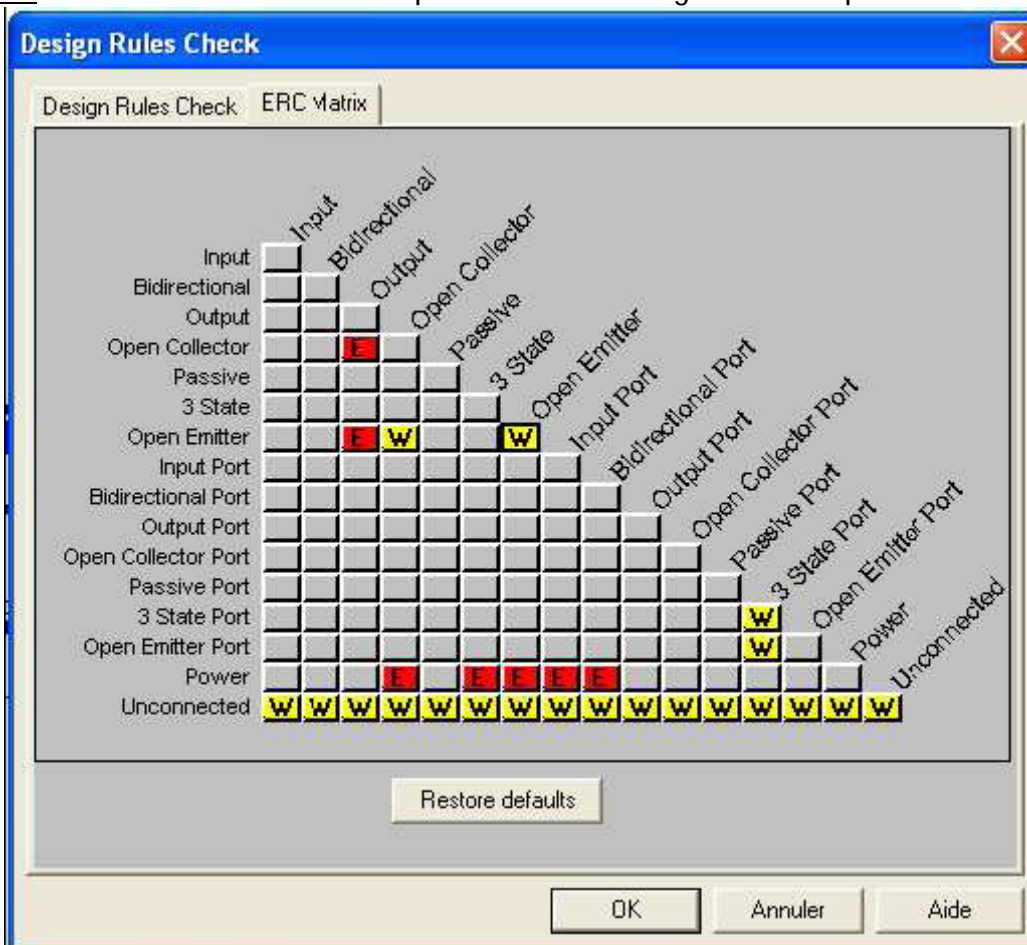 Design Rules Check
Design Rules Check
ERC Matrix
Input
Bidirectional
Output
Open Collector
Passive
3 State
Open Emitter
Input Port
Bidirectional Port
Output Port
Open Collector Port
Passive Port
3 State Port
Open Emitter Port
Power
Unconnected
Input
Bidirectional
Output
Open Collector E
Passive
3 State
Open Emitter E W W
Input Port
Bidirectional Port
Output Port
Open Collector Port
Passive Port
3 State Port W
Open Emitter Port W
Power E E E E E
Unconnected W W W W W W W W W W W W W W W W
Restore defaults
OK Annuler Aide